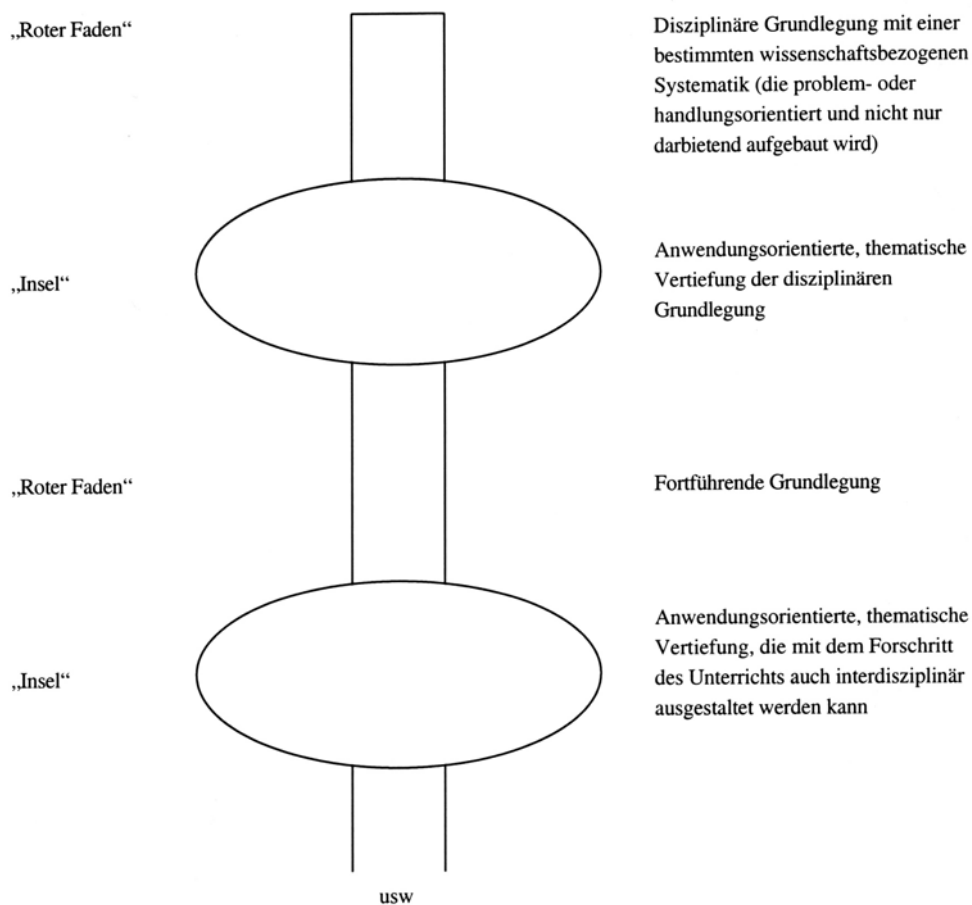 „Roter Faden“
Disziplinäre Grundlegung mit einer
bestimmten wissenschaftsbezogenen
Systematik (die problem- oder
handlungsorientiert und nicht nur
darbietend aufgebaut wird)
„Insel“
Anwendungsorientierte, thematische
Vertiefung der disziplinären
Grundlegung
„Roter Faden“
Fortführende Grundlegung
„Insel“
Anwendungsorientierte, thematische
Vertiefung, die mit dem Forschritt
des Unterrichts auch interdisziplinär
ausgestaltet werden kann
usw